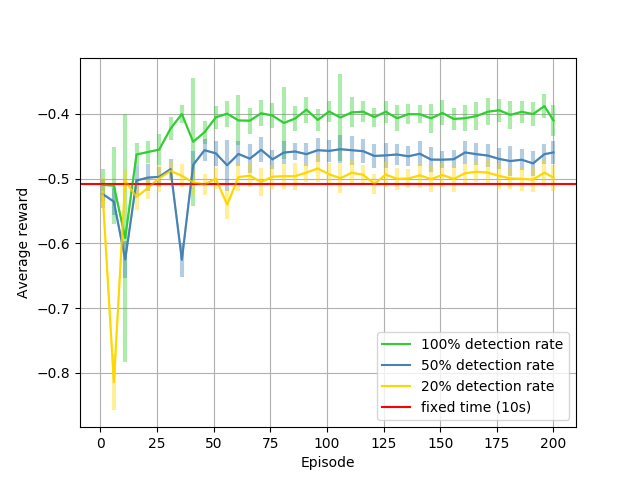 −0.4
−0.5
−0.6
−0.7
−0.8
Average reward
0
25
50
75
100
125
150
175
200
Episode
100% detection rate
50% detection rate
20% detection rate
fixed time (10s)